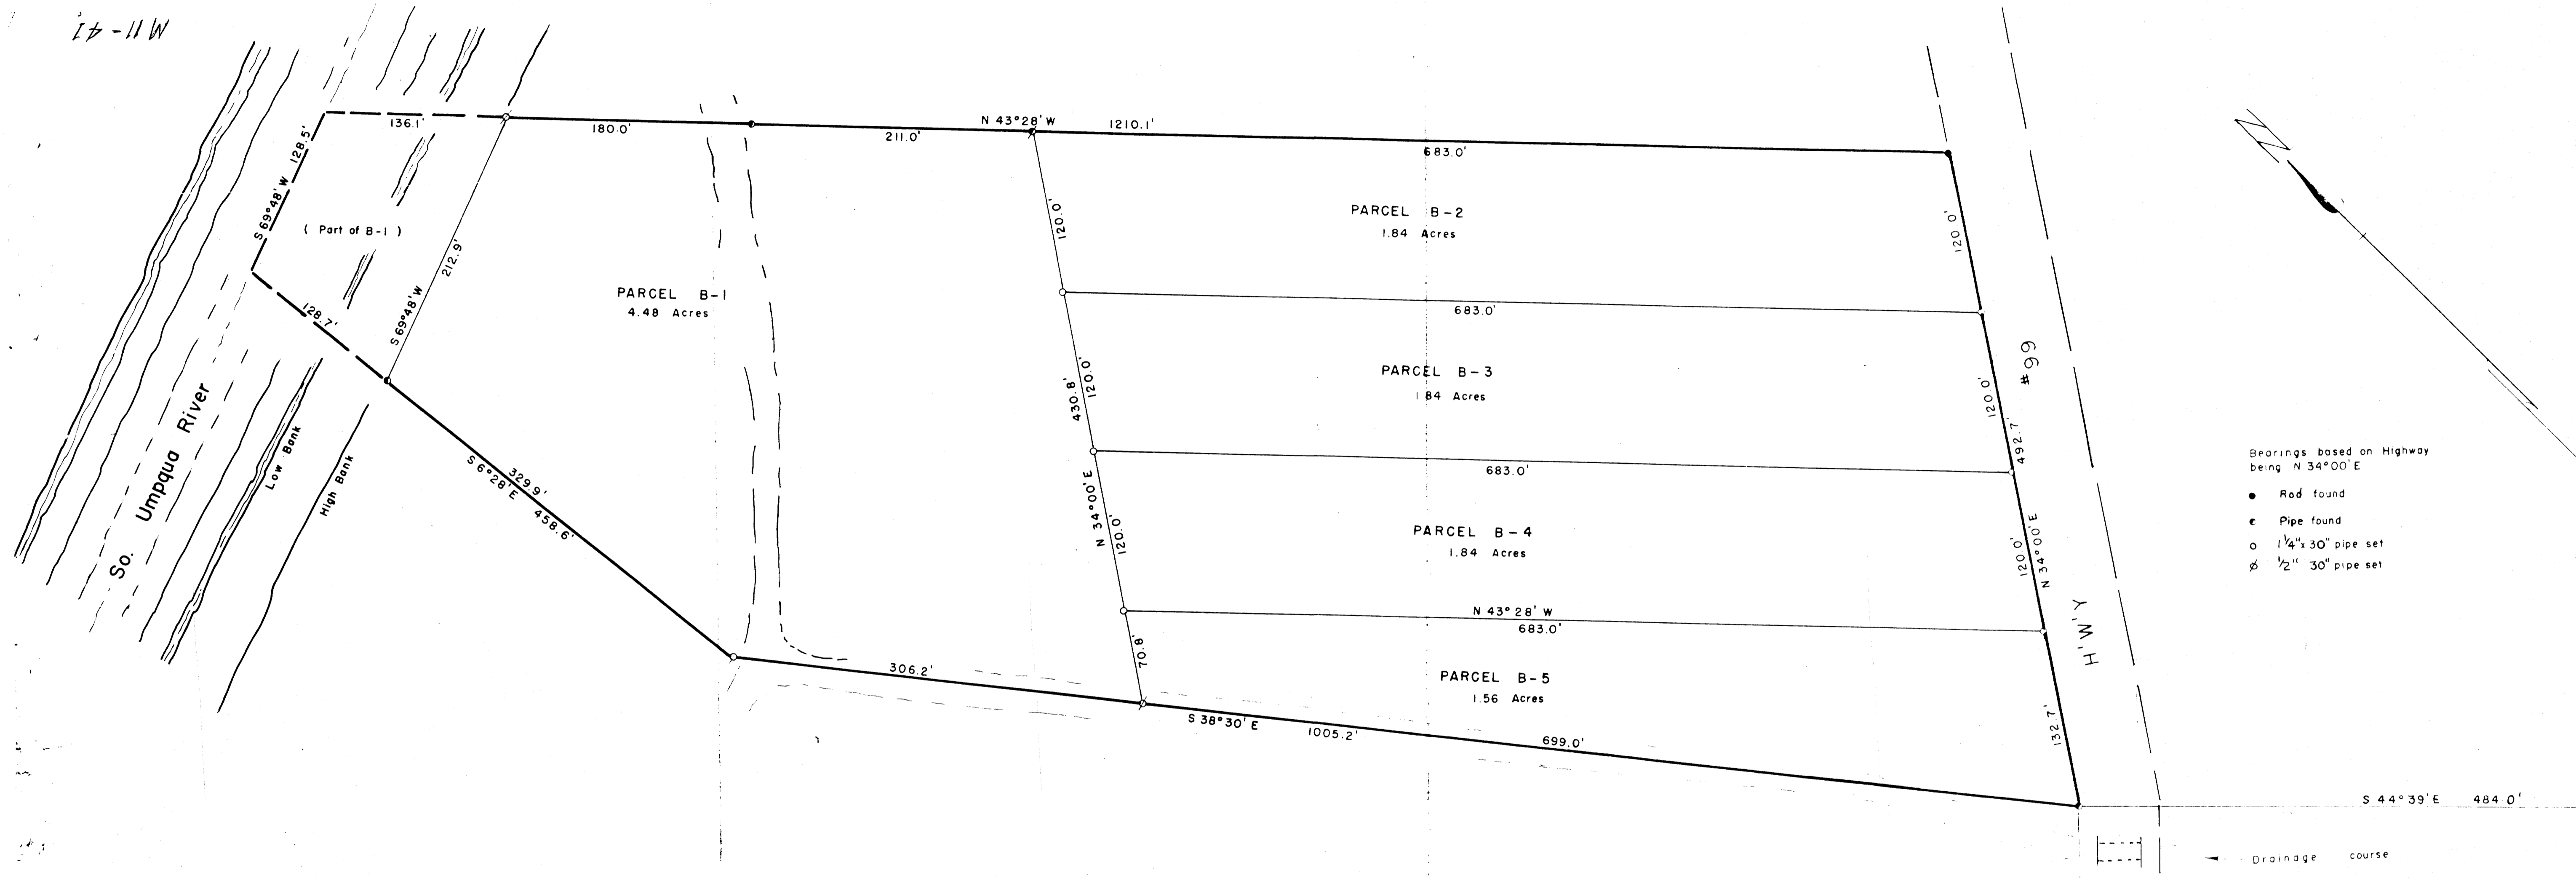 M11-41
136.1'
180.0'
211.0'
N 43°28' W 1210.1'
683.0'
S 69°48' W 128.5'
( Part of B-1 )
128.7'
S 69°48' W 212.9'
PARCEL B-1
4.48 Acres
120.0'
PARCEL B-2
1.84 Acres
120.0'
683.0'
430.8'
120.0'
PARCEL B-3
1.84 Acres
120.0'
492.7'
#99
683.0'
So. Umpqua River
Low Bank
High Bank
S 6°28' E
329.9'
458.6'
N 34°00' E
120.0'
PARCEL B-4
1.84 Acres
120.0'
N 34°00' E
N 43°28' W
683.0'
H'W'Y
306.2'
70.8'
PARCEL B-5
1.56 Acres
132.7'
S 38°30' E
1005.2'
699.0'
Bearings based on Highway
being N 34°00' E
Rod found
Pipe found
1 1/4" x 30" pipe set
1/2" 30" pipe set
N
S 44°39' E 484.0'
Drainage course